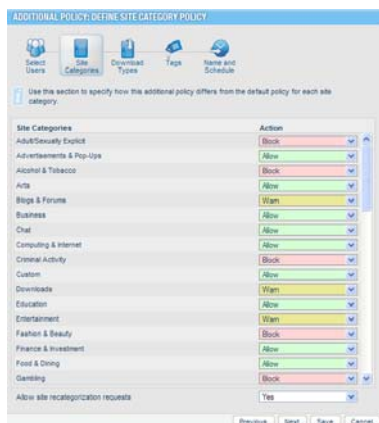 ADDITIONAL POLICY: DEFINE SITE CATEGORY POLICY
Select Users
Site Categories
Download Types
Tags
Name and Schedule
Use this section to specify how this additional policy differs from the default policy for each site
category.
Site Categories Action
Adult/Sexually Explicit Block
Advertisements & Pop-Ups Allow
Alcohol & Tobacco Block
Arts Allow
Blogs & Forums Warn
Business Allow
Chat Allow
Computing & Internet Allow
Criminal Activity Block
Custom Allow
Downloads Warn
Education Allow
Entertainment Warn
Fashion & Beauty Block
Finance & Investment Allow
Food & Dining Allow
Gambling Block
Allow site recategorization requests Yes
Previous Next Save Cancel